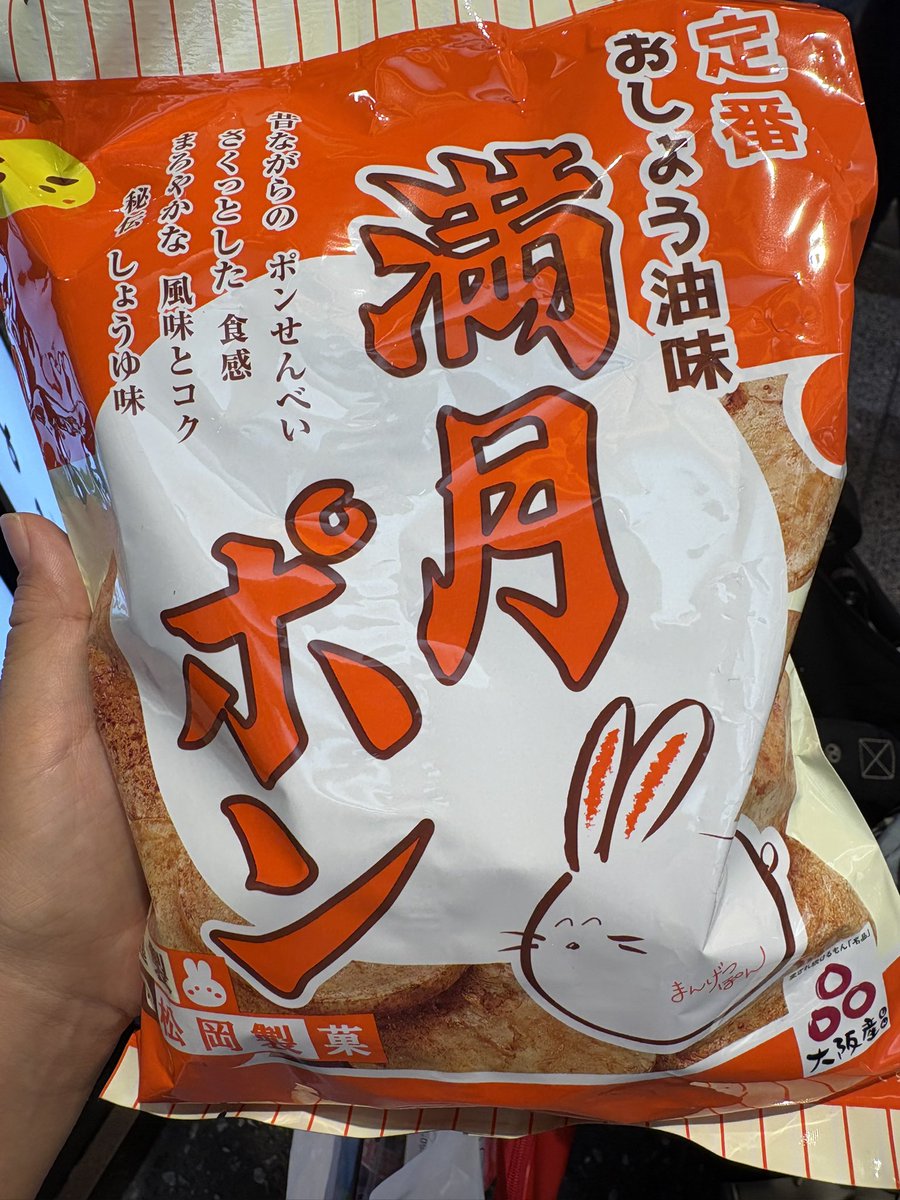 定番
おしょう油味
満月
ポン
昔ながらの ポンせんべい
さくっとした 食感
まろやかな 風味とコク
秘伝 しょうゆ味
まんげつ
ぽん
松岡製菓
大阪産